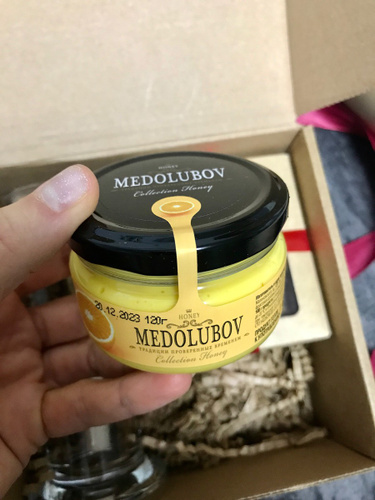 HONEY
MEDOLUBOV
Collection Honey
20.12.2023 120г
HONEY
MEDOLUBOV
ТРАДИЦИИ ПРОВЕРЕННЫЕ ВРЕМЕНЕМ
Collection Honey